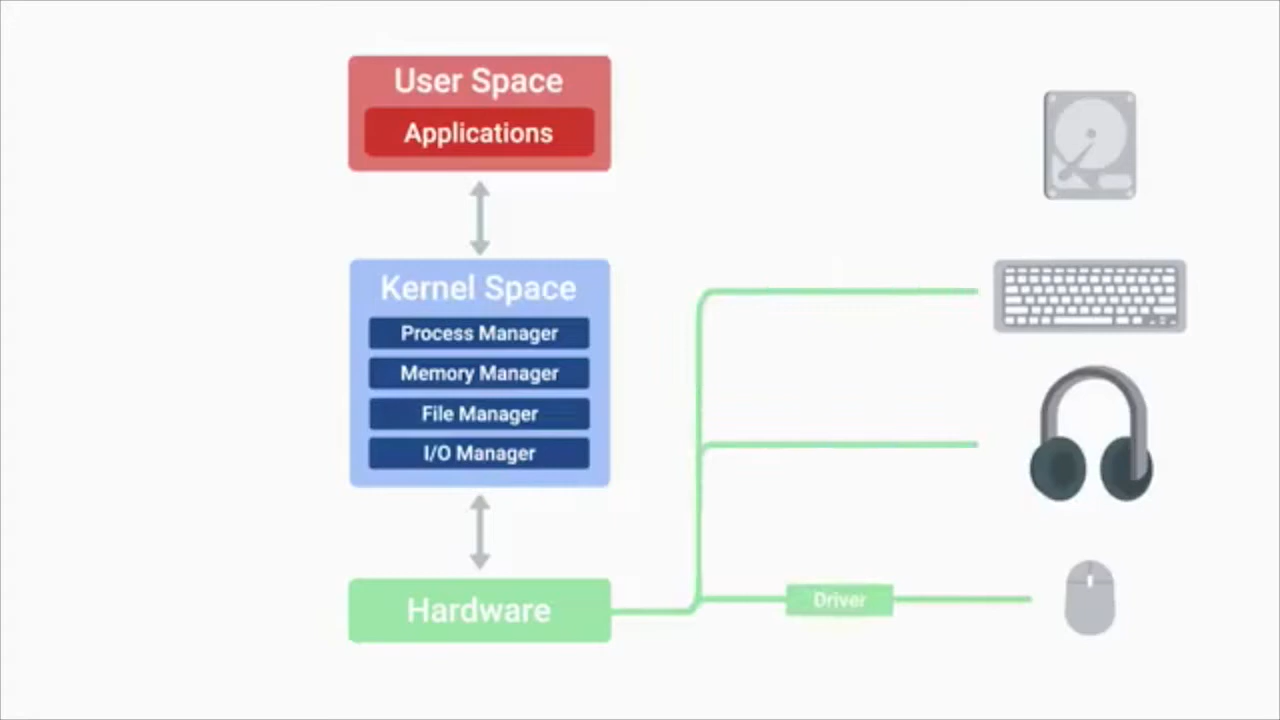 User Space
Applications
Kernel Space
Process Manager
Memory Manager
File Manager
I/O Manager
Hardware
Driver